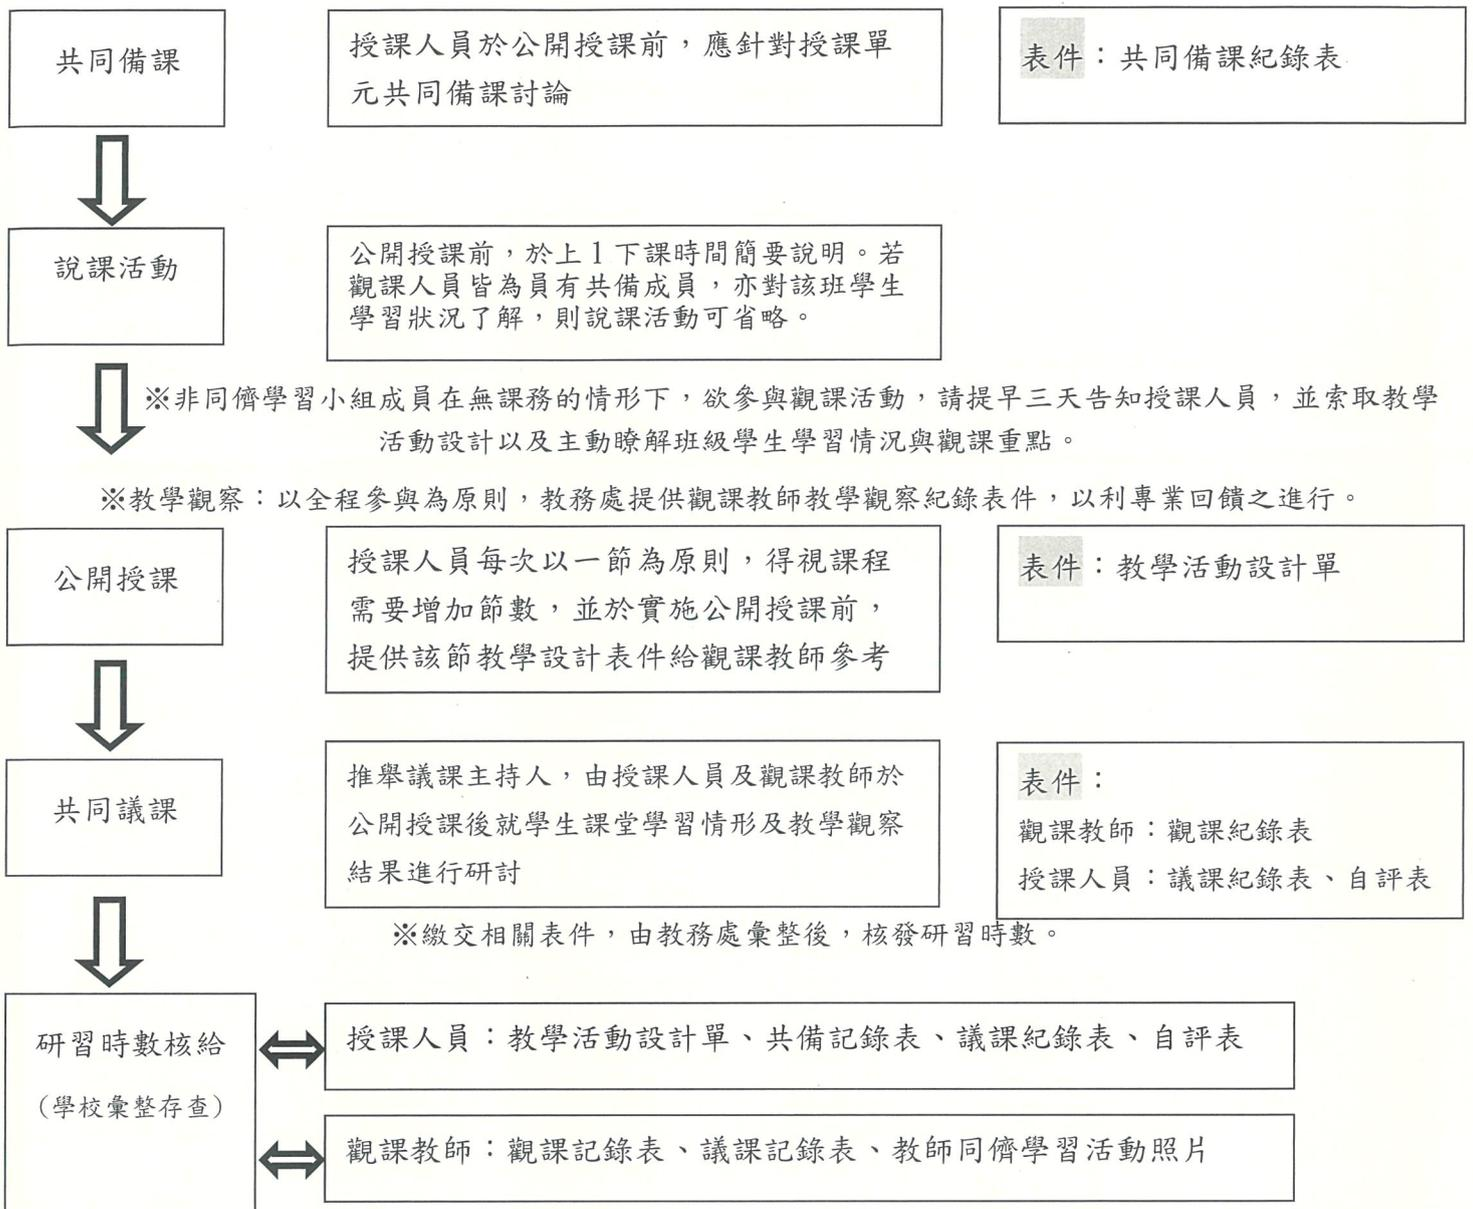 共同備課
授課人員於公開授課前，應針對授課單
元共同備課討論
表件：共同備課紀錄表
說課活動
公開授課前，於上1下課時間簡要說明。若
觀課人員皆為員有共備成員，亦對該班學生
學習狀況了解，則說課活動可省略。
※非同儕學習小組成員在無課務的情形下，欲參與觀課活動，請提早三天告知授課人員，並索取教學
活動設計以及主動瞭解班級學生學習情況與觀課重點。
※教學觀察：以全程參與為原則，教務處提供觀課教師教學觀察紀錄表件，以利專業回饋之進行。
公開授課
授課人員每次以一節為原則，得視課程
需要增加節數，並於實施公開授課前，
提供該節教學設計表件給觀課教師參考
表件：教學活動設計單
共同議課
推舉議課主持人，由授課人員及觀課教師於
公開授課後就學生課堂學習情形及教學觀察
結果進行研討
表件：
觀課教師：觀課紀錄表
授課人員：議課紀錄表、自評表
※繳交相關表件，由教務處彙整後，核發研習時數。
研習時數核給
（學校彙整存查）
授課人員：教學活動設計單、共備記錄表、議課紀錄表、自評表
觀課教師：觀課記錄表、議課記錄表、教師同儕學習活動照片